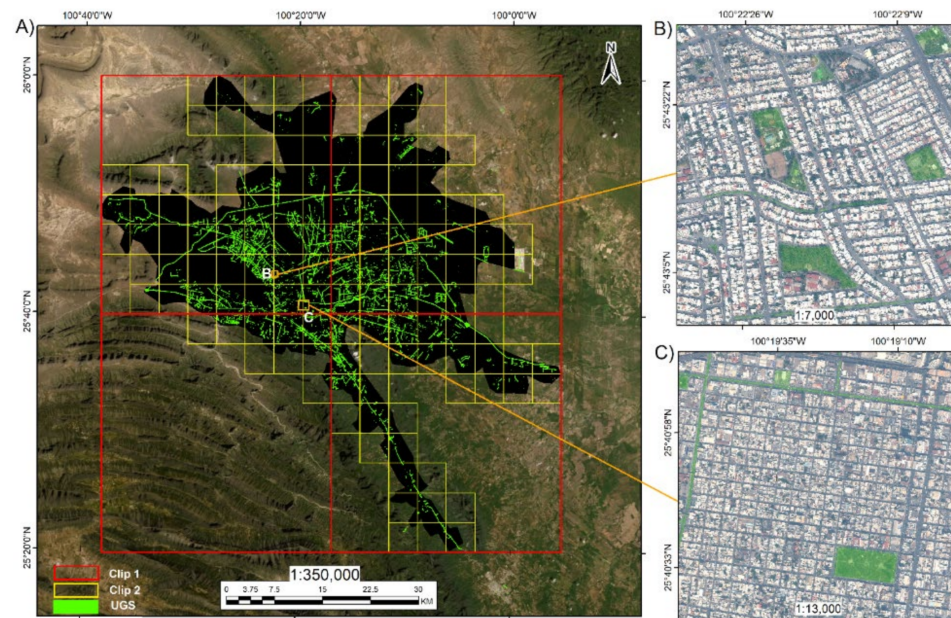 A)
100°40'0"W
100°20'0"W
100°0'0"W
26°0'0"N
25°40'0"N
25°20'0"N
N
B
C
Clip 1
Clip 2
UGS
1:350,000
0 3.75 7.5 15 22.5 30
KM
B)
100°22'26"W
100°22'9"W
25°43'22"N
25°43'5"N
1:7,000
C)
100°19'35"W
100°19'10"W
25°40'58"N
25°40'33"N
1:13,000